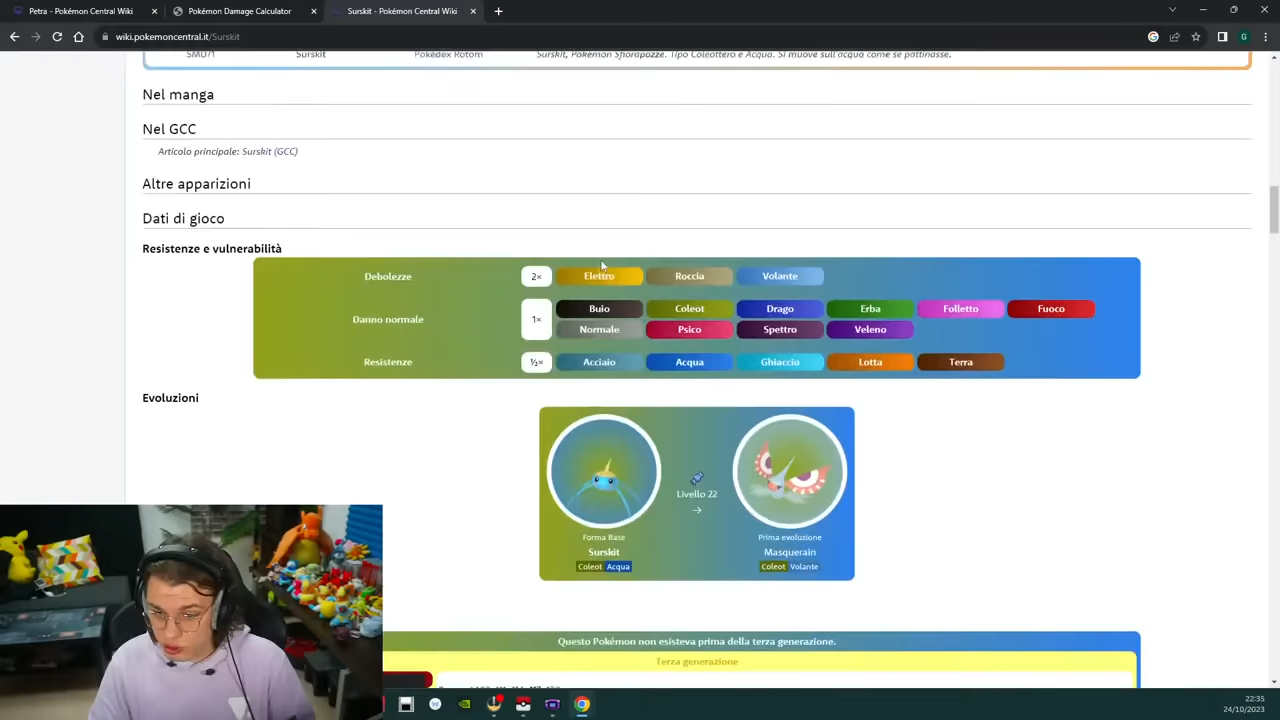 Petra - Pokémon Central Wiki
Pokémon Damage Calculator
Surskit - Pokémon Central Wiki
wiki.pokemoncentral.it/Surskit
G
SM071 Surskit Pokédex Rotom Surskit, Pokémon Sfiorapozze. Tipo Coleottero e Acqua. Si muove sull'acqua come se pattinasse.
Nel manga
Nel GCC
Articolo principale: Surskit (GCC)
Altre apparizioni
Dati di gioco
Resistenze e vulnerabilità
Debolezze 2× Elettro Roccia Volante
Danno normale 1× Buio Coleot Drago Erba Folletto Fuoco
Normale Psico Spettro Veleno
Resistenze ½× Acciaio Acqua Ghiaccio Lotta Terra
Evoluzioni
Livello 22
→
Forma Base Prima evoluzione
Surskit Masquerain
Coleot Acqua Coleot Volante
Questo Pokémon non esisteva prima della terza generazione.
Terza generazione
22:35
24/10/2023